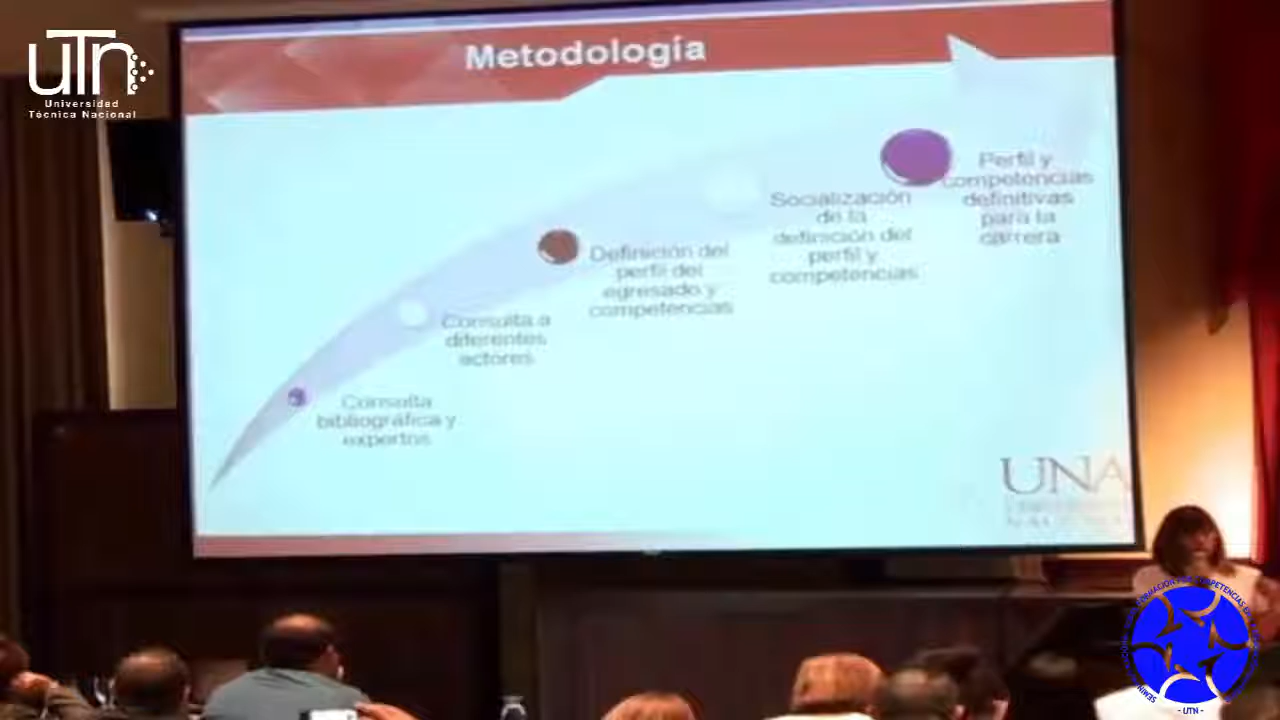 utn
Universidad
Técnica Nacional
Metodología
Consulta
bibliográfica y
expertos
Consulta a
diferentes
actores
Definición del
perfil del
egresado y
competencias
Socialización
de la
definición del
perfil y
competencias
Perfil y
competencias
definitivas
para la
carrera
UNA
- UTN -